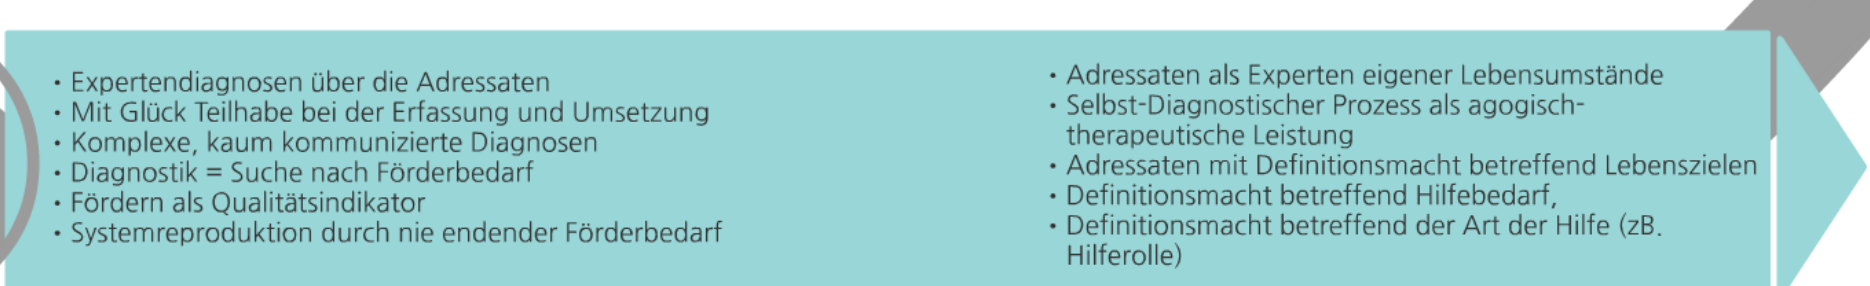 • Expertendiagnosen über die Adressaten
• Mit Glück Teilhabe bei der Erfassung und Umsetzung
• Komplexe, kaum kommunizierte Diagnosen
• Diagnostik = Suche nach Förderbedarf
• Fördern als Qualitätsindikator
• Systemreproduktion durch nie endender Förderbedarf
• Adressaten als Experten eigener Lebensumstände
• Selbst-Diagnostischer Prozess als agogisch-
therapeutische Leistung
• Adressaten mit Definitionsmacht betreffend Lebenszielen
• Definitionsmacht betreffend Hilfebedarf,
• Definitionsmacht betreffend der Art der Hilfe (zB.
Hilferolle)